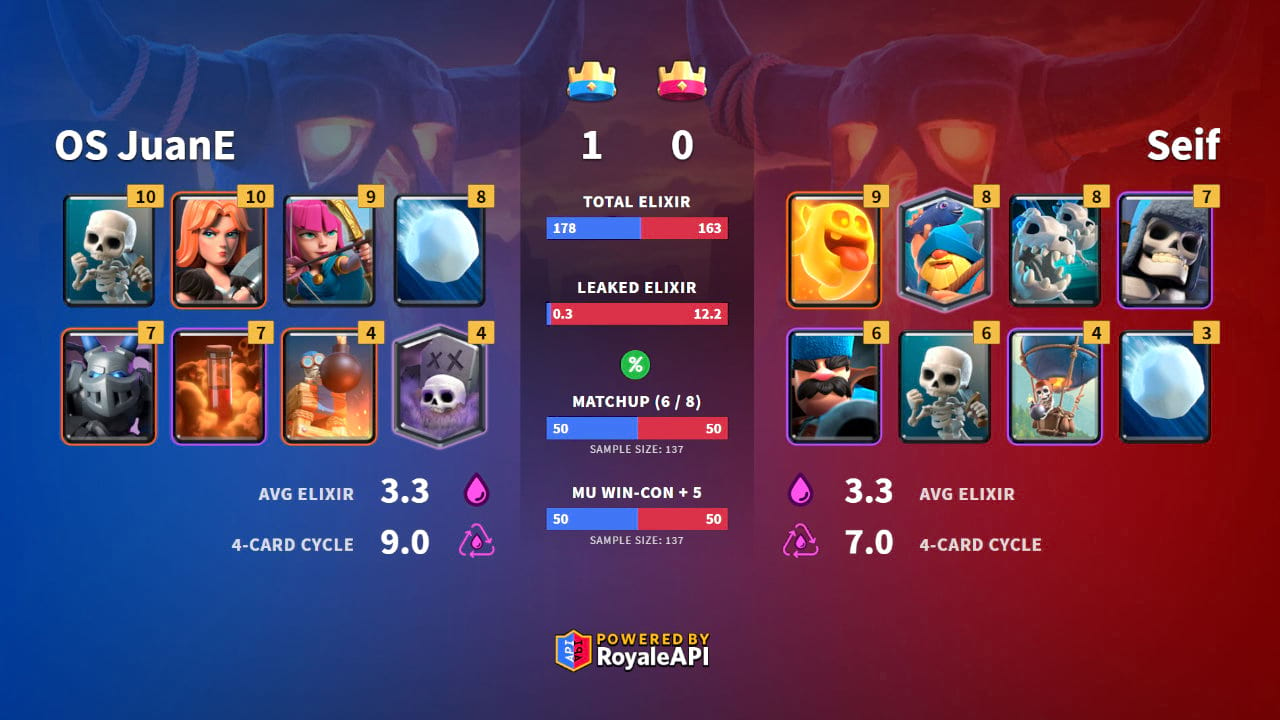 OS JuanE
1 0
Seif
10 10 9 8
7 7 4 4
AVG ELIXIR 3.3
4-CARD CYCLE 9.0
TOTAL ELIXIR
178 163
LEAKED ELIXIR
0.3 12.2
%
MATCHUP (6 / 8)
50 50
SAMPLE SIZE: 137
MU WIN-CON + 5
50 50
SAMPLE SIZE: 137
9 8 8 7
6 6 4 3
3.3 AVG ELIXIR
7.0 4-CARD CYCLE
API
API
POWERED BY
RoyaleAPI